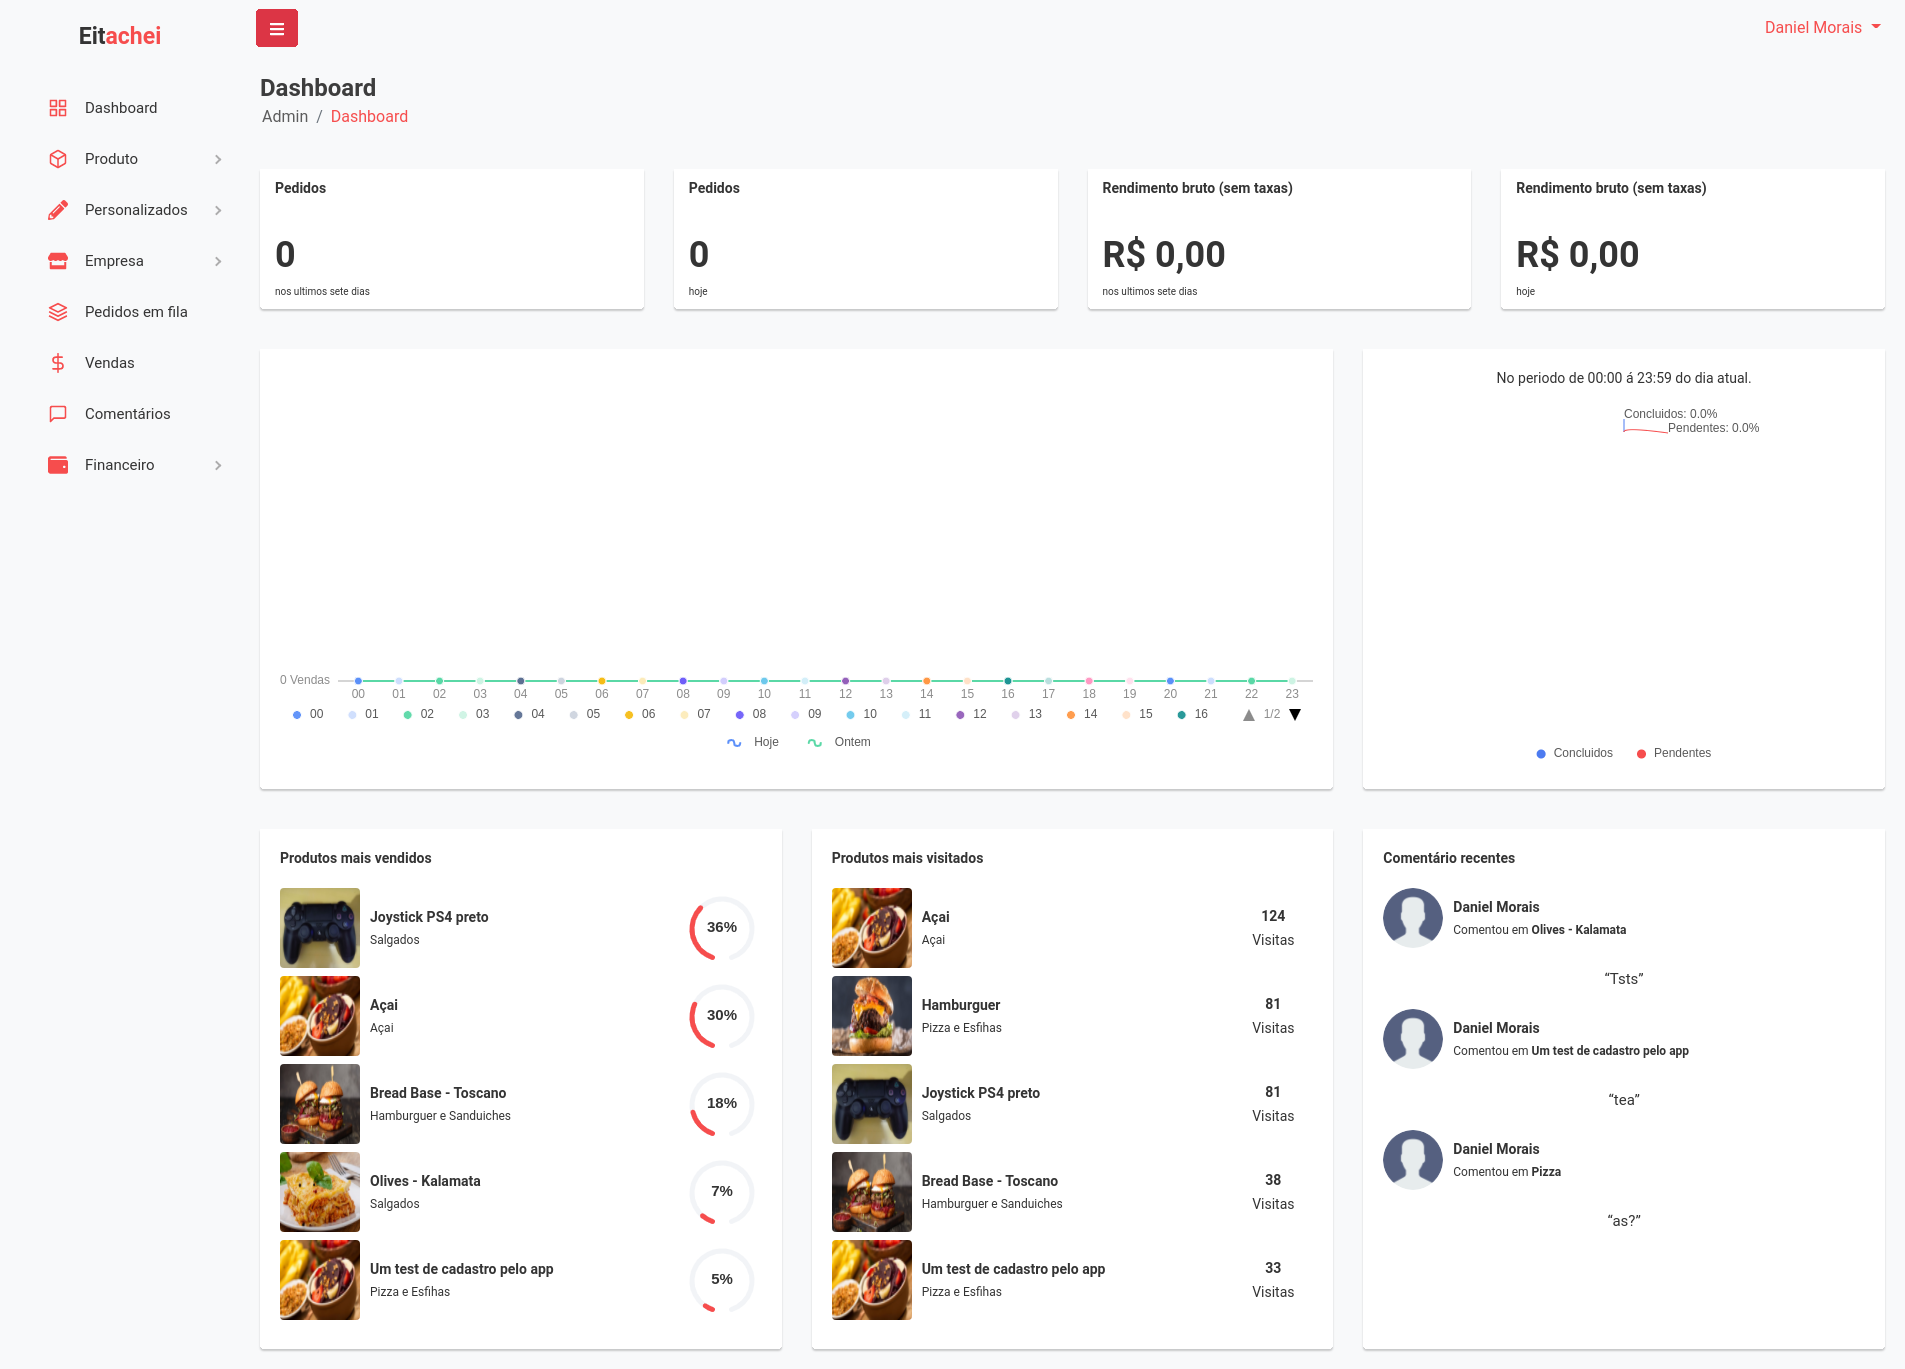 Eitachei
Daniel Morais
Dashboard
Produto
Personalizados
Empresa
Pedidos em fila
Vendas
Comentários
Financeiro
Dashboard
Admin / Dashboard
Pedidos
0
nos ultimos sete dias
Pedidos
0
hoje
Rendimento bruto (sem taxas)
R$ 0,00
nos ultimos sete dias
Rendimento bruto (sem taxas)
R$ 0,00
hoje
0 Vendas
00 01 02 03 04 05 06 07 08 09 10 11 12 13 14 15 16 17 18 19 20 21 22 23
00 01 02 03 04 05 06 07 08 09 10 11 12 13 14 15 16 1/2
Hoje Ontem
No periodo de 00:00 á 23:59 do dia atual.
Concluidos: 0.0%
Pendentes: 0.0%
Concluidos Pendentes
Produtos mais vendidos
Joystick PS4 preto
Salgados
36%
Açai
Açai
30%
Bread Base - Toscano
Hamburguer e Sanduiches
18%
Olives - Kalamata
Salgados
7%
Um test de cadastro pelo app
Pizza e Esfihas
5%
Produtos mais visitados
Açai
Açai
124
Visitas
Hamburguer
Pizza e Esfihas
81
Visitas
Joystick PS4 preto
Salgados
81
Visitas
Bread Base - Toscano
Hamburguer e Sanduiches
38
Visitas
Um test de cadastro pelo app
Pizza e Esfihas
33
Visitas
Comentário recentes
Daniel Morais
Comentou em Olives - Kalamata
“Tsts”
Daniel Morais
Comentou em Um test de cadastro pelo app
“tea”
Daniel Morais
Comentou em Pizza
“as?”